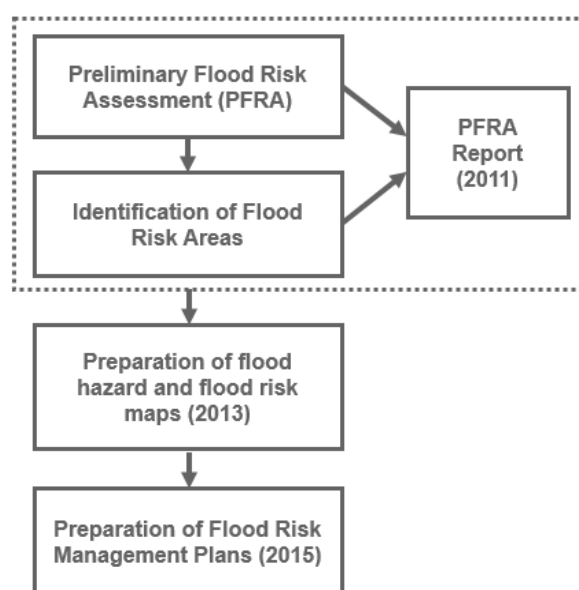 Preliminary Flood Risk
Assessment (PFRA)
PFRA
Report
(2011)
Identification of Flood
Risk Areas
Preparation of flood
hazard and flood risk
maps (2013)
Preparation of Flood Risk
Management Plans (2015)